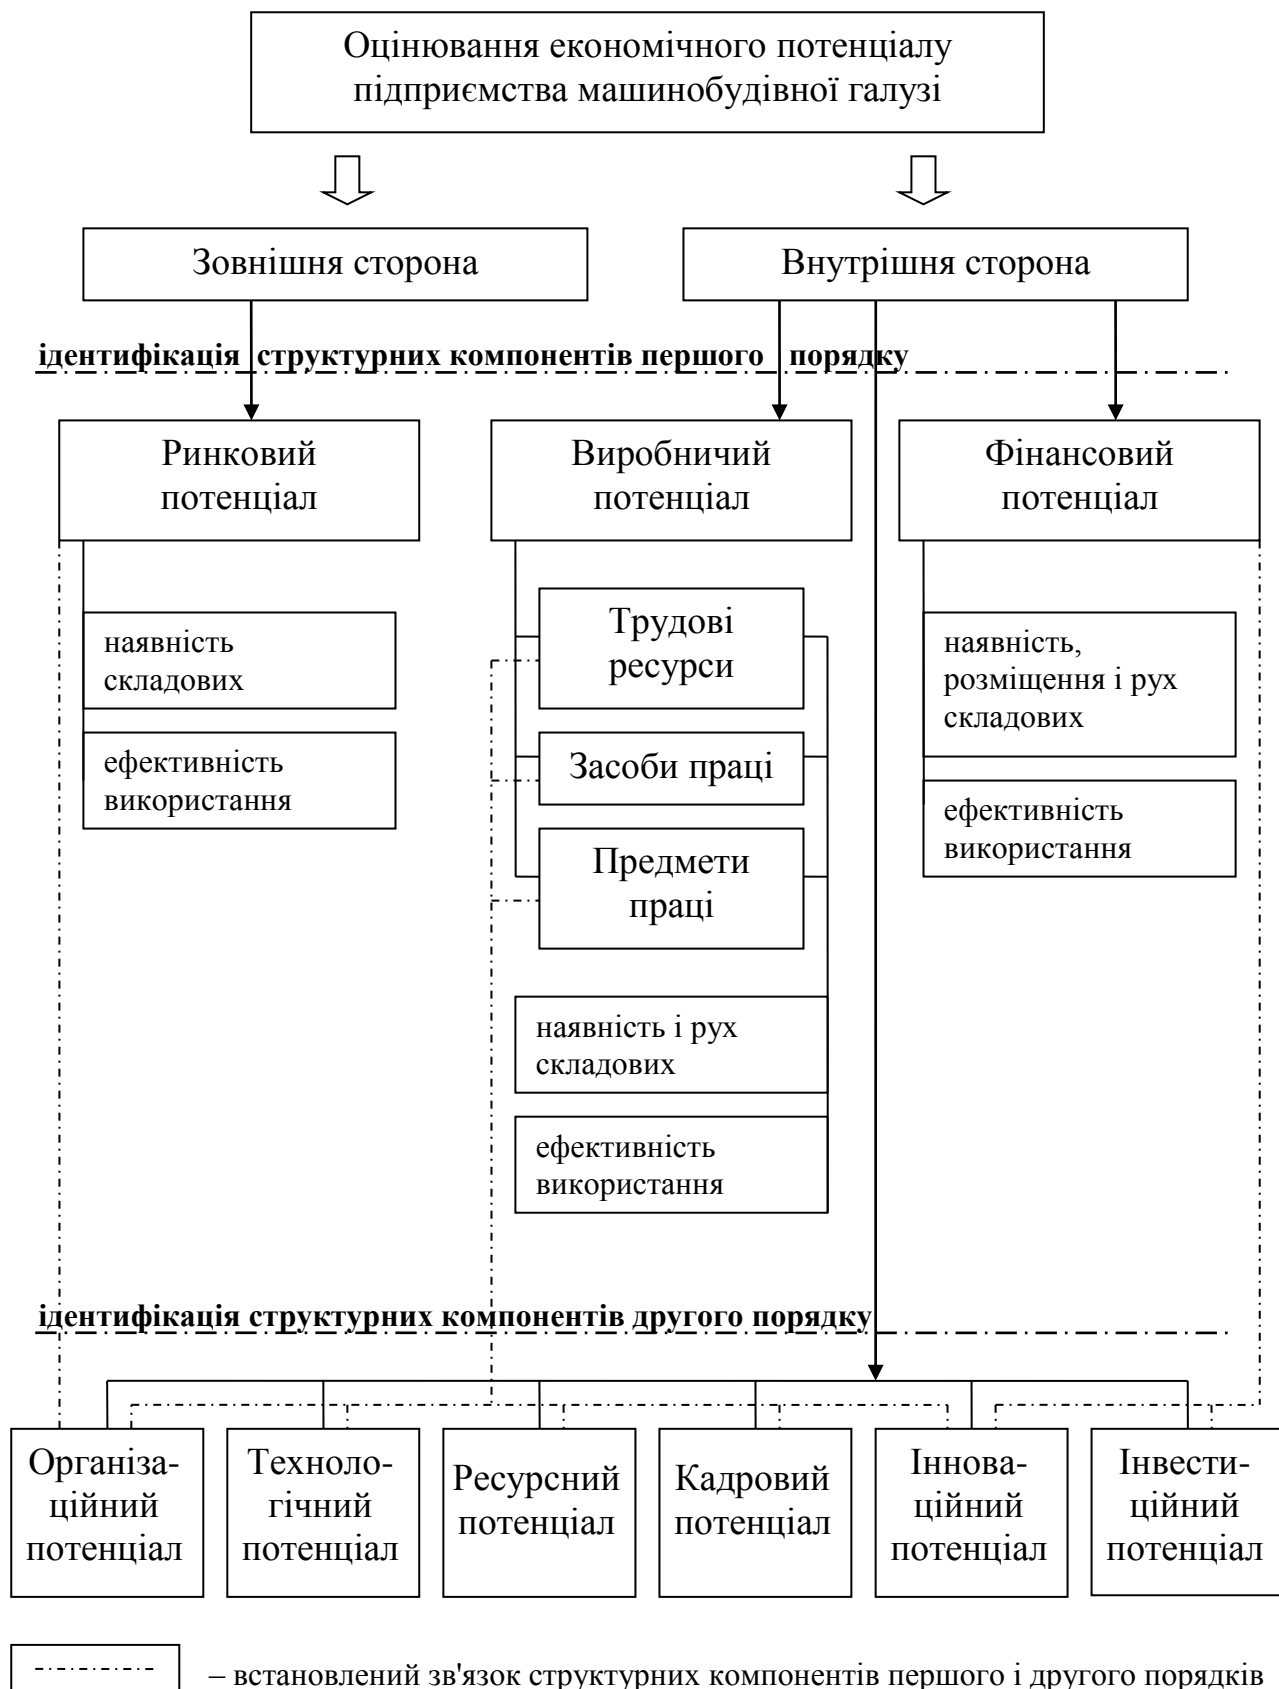 Оцінювання економічного потенціалу
підприємства машинобудівної галузі
Зовнішня сторона
Внутрішня сторона
ідентифікація структурних компонентів першого порядку
Ринковий
потенціал
Виробничий
потенціал
Фінансовий
потенціал
наявність
складових
ефективність
використання
Трудові
ресурси
Засоби праці
Предмети
праці
наявність і рух
складових
ефективність
використання
наявність,
розміщення і рух
складових
ефективність
використання
ідентифікація структурних компонентів другого порядку
Організа-
ційний
потенціал
Техноло-
гічний
потенціал
Ресурсний
потенціал
Кадровий
потенціал
Іннова-
ційний
потенціал
Інвести-
ційний
потенціал
– встановлений зв'язок структурних компонентів першого і другого порядків